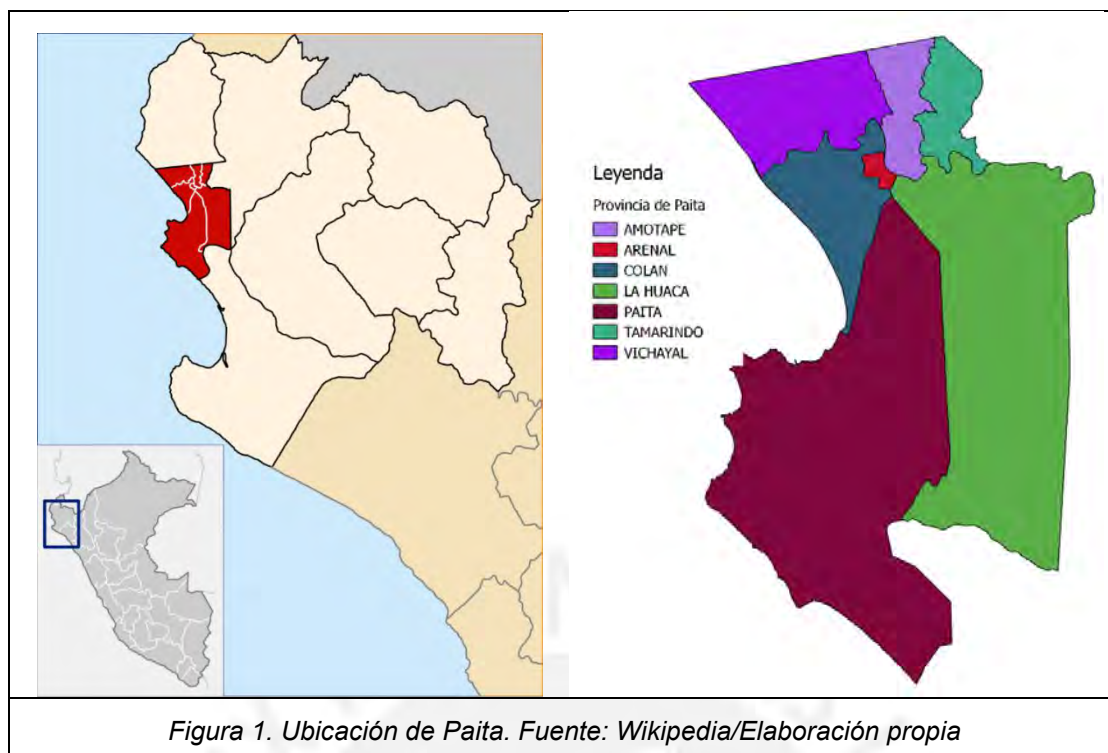 Leyenda
Provincia de Paita
AMOTAPE
ARENAL
COLAN
LA HUACA
PAITA
TAMARINDO
VICHAYAL
Figura 1. Ubicación de Paita. Fuente: Wikipedia/Elaboración propia